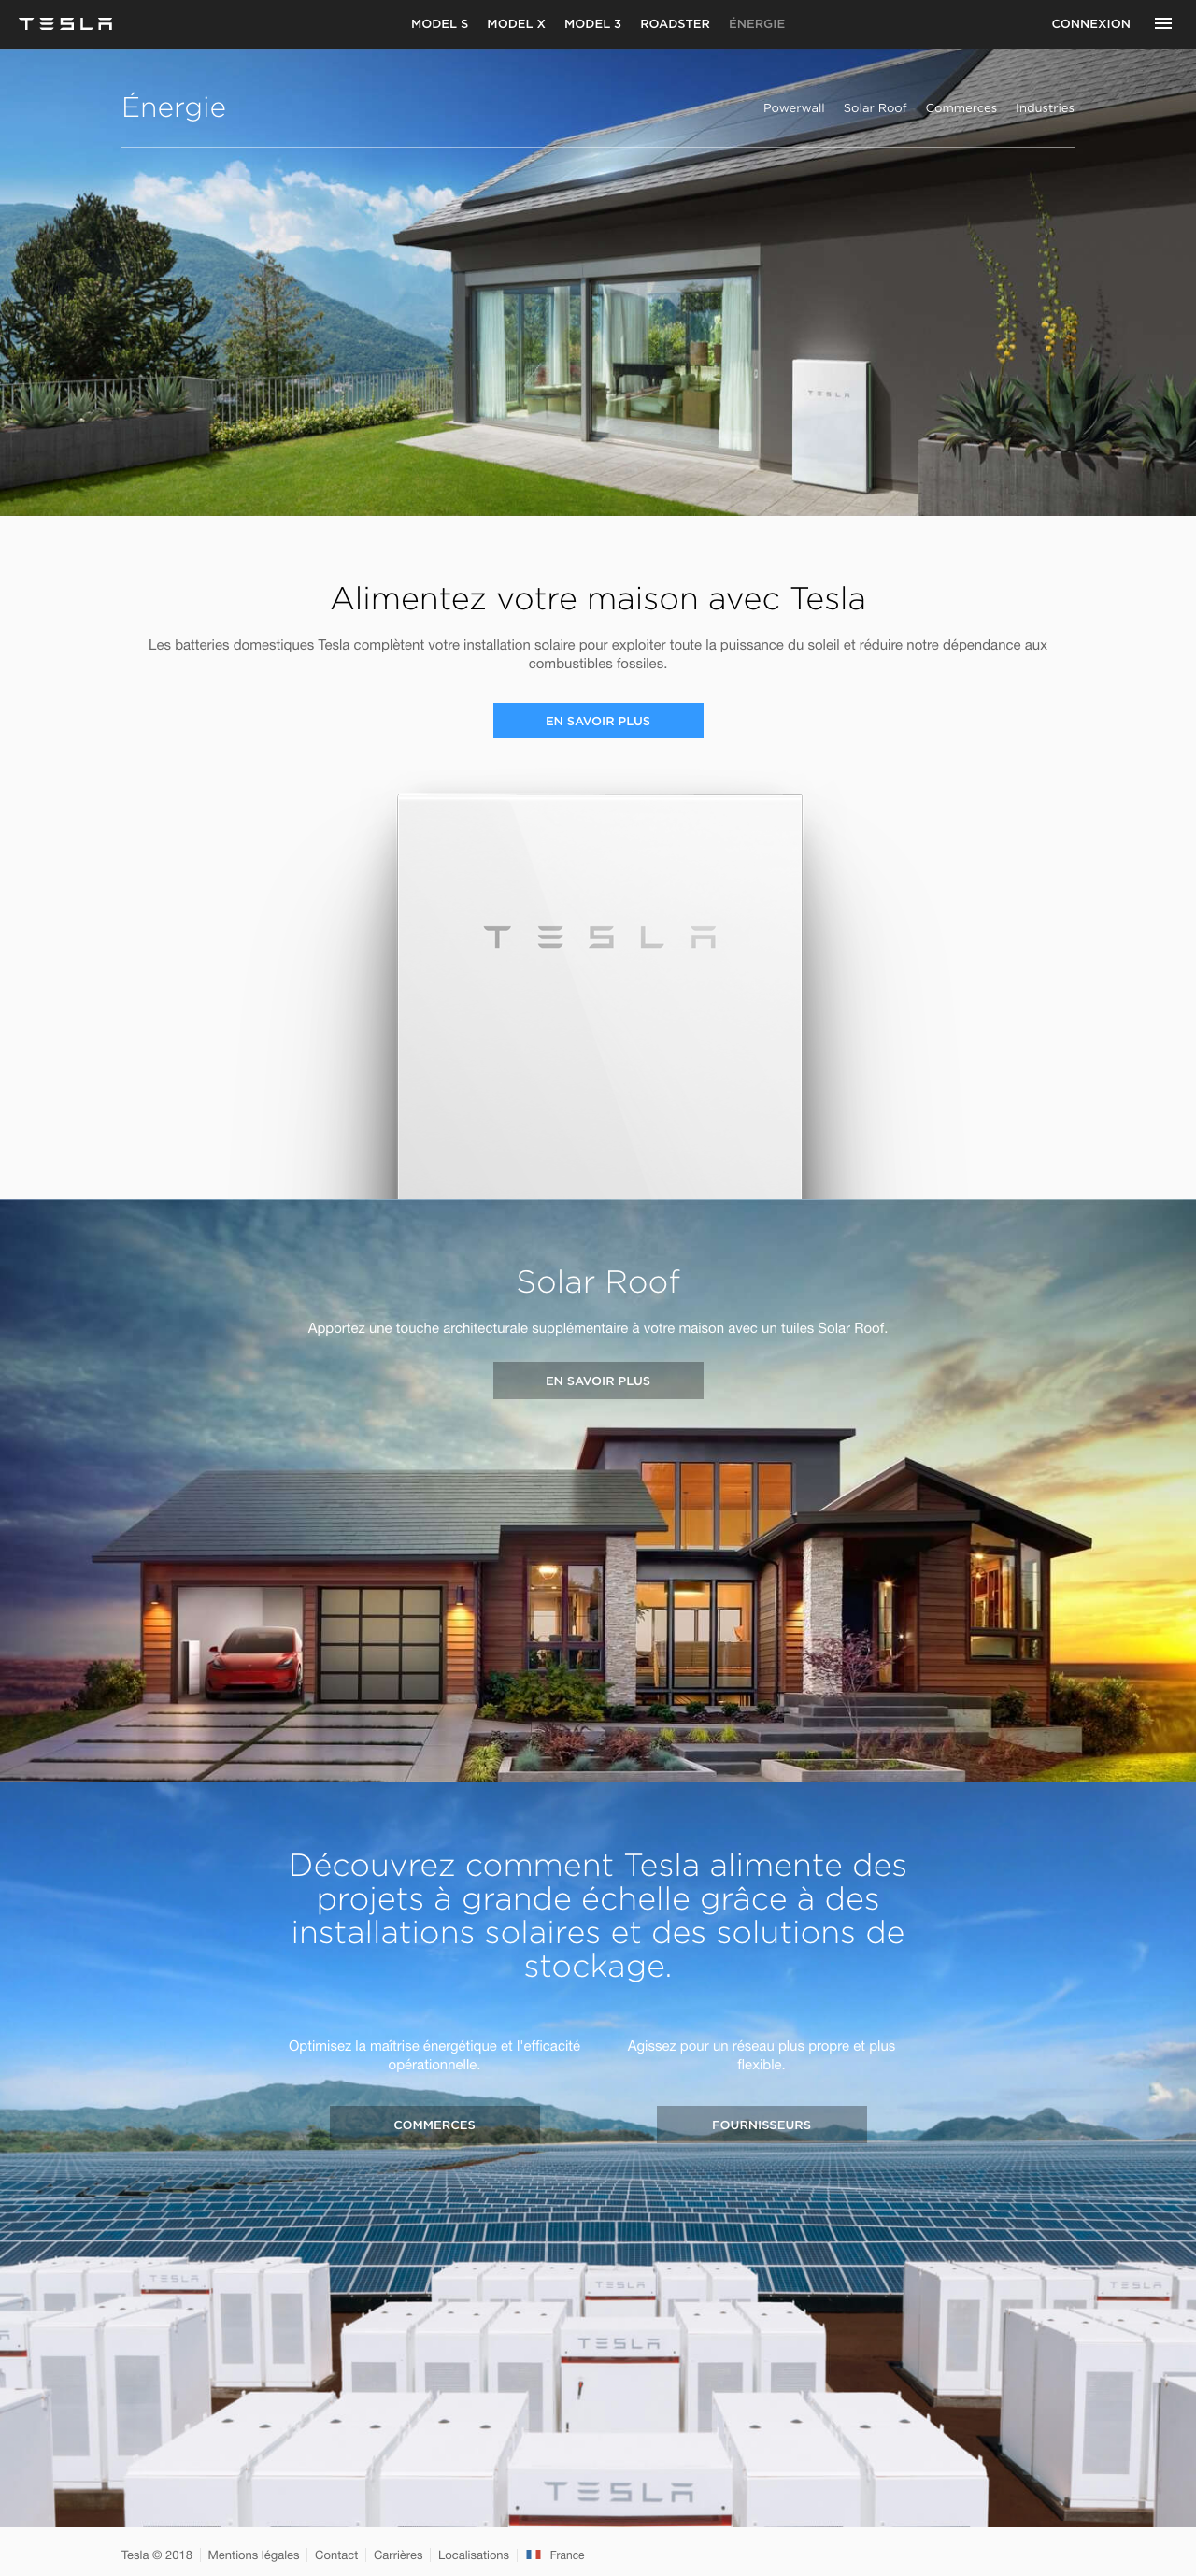 TESLA
MODEL S MODEL X MODEL 3 ROADSTER ÉNERGIE
CONNEXION
Énergie
Powerwall Solar Roof Commerces Industries
TESLA
Alimentez votre maison avec Tesla
Les batteries domestiques Tesla complètent votre installation solaire pour exploiter toute la puissance du soleil et réduire notre dépendance aux
combustibles fossiles.
EN SAVOIR PLUS
TESLA
Solar Roof
Apportez une touche architecturale supplémentaire à votre maison avec un tuiles Solar Roof.
EN SAVOIR PLUS
Découvrez comment Tesla alimente des
projets à grande échelle grâce à des
installations solaires et des solutions de
stockage.
Optimisez la maîtrise énergétique et l'efficacité
opérationnelle.
COMMERCES
Agissez pour un réseau plus propre et plus
flexible.
FOURNISSEURS
TESLA
TESLA
TESLA
TESLA
TESLA
Tesla © 2018 Mentions légales Contact Carrières Localisations France